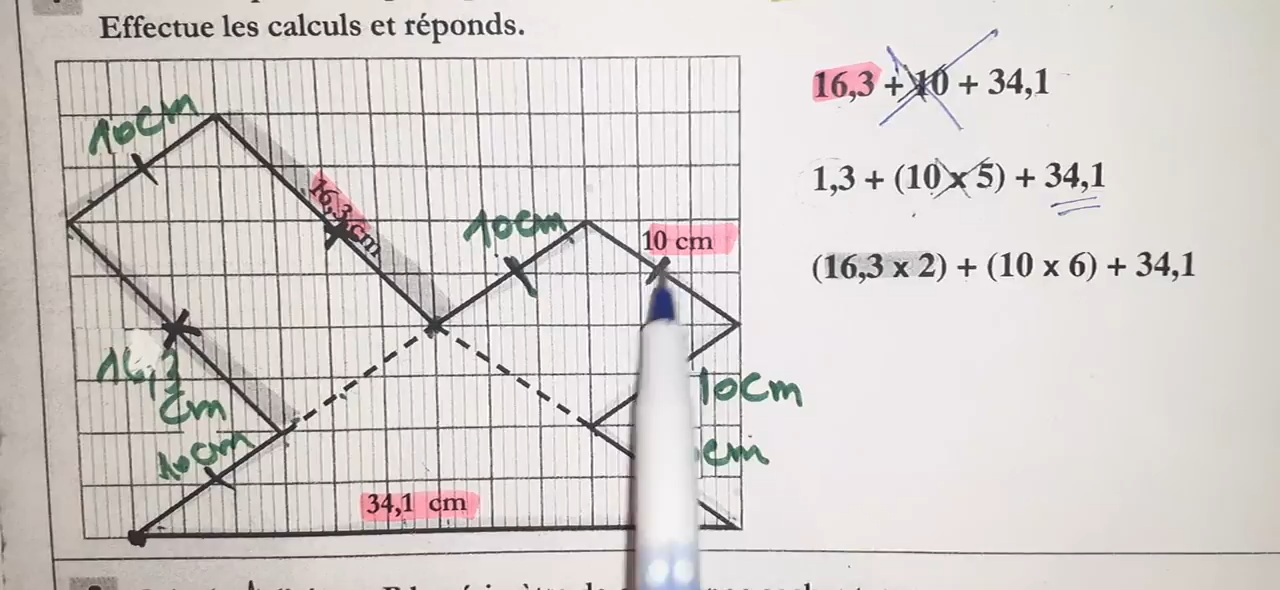 Effectue les calculs et réponds.
10cm
16,3 cm
10cm
10 cm
16,3
cm
10cm
10cm
cm
34,1 cm
16,3 + 10 + 34,1
1,3 + (10 x 5) + 34,1
(16,3 x 2) + (10 x 6) + 34,1